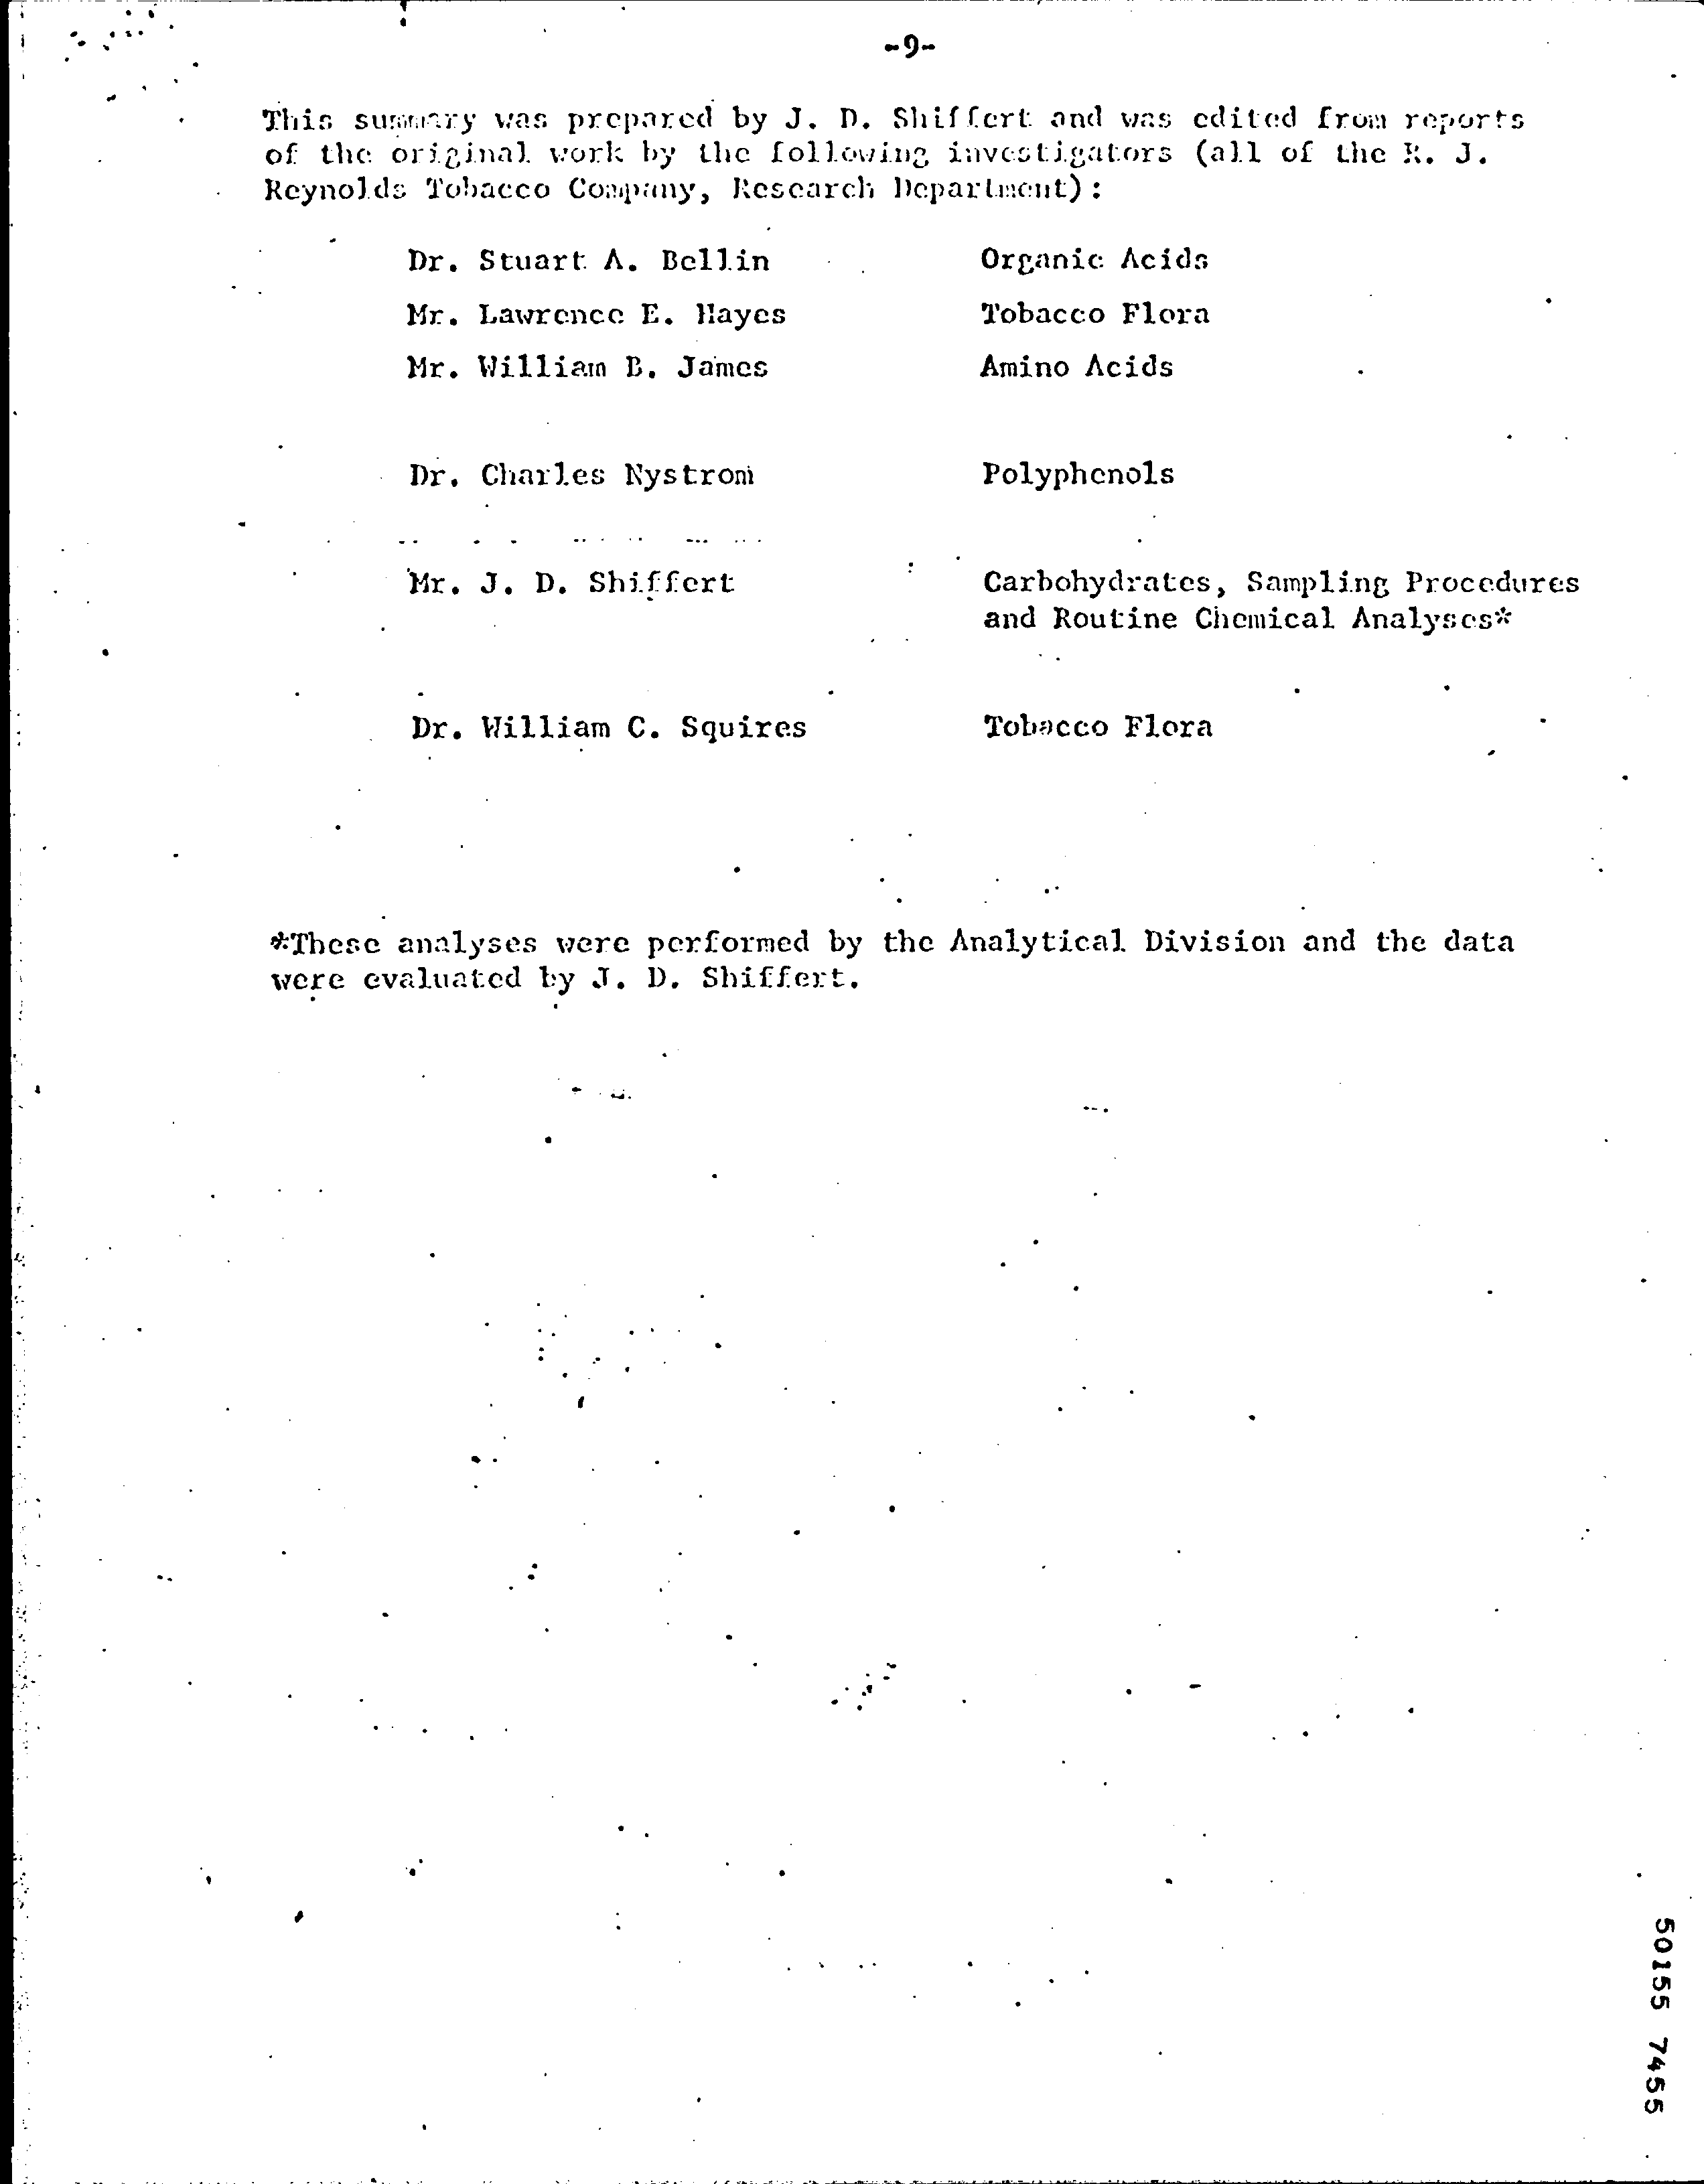 -9-
This summary was prepared by J. D. Shiffert and was edited from reports
of the original work by the following investigators (all of the R. J.
Reynolds Tobacco Company, Research Department):
Dr. Stuart A. Bellin Organic Acids
Mr. Lawrence E. Hayes Tobacco Flora
Mr. William B. James Amino Acids
Dr. Charles Nystrom Polyphenols
Mr. J. D. Shiffert Carbohydrates, Sampling Procedures
and Routine Chemical Analyses*
Dr. William C. Squires Tobacco Flora
*These analyses were performed by the Analytical Division and the data
were evaluated by J. D. Shiffert.
50155 7455